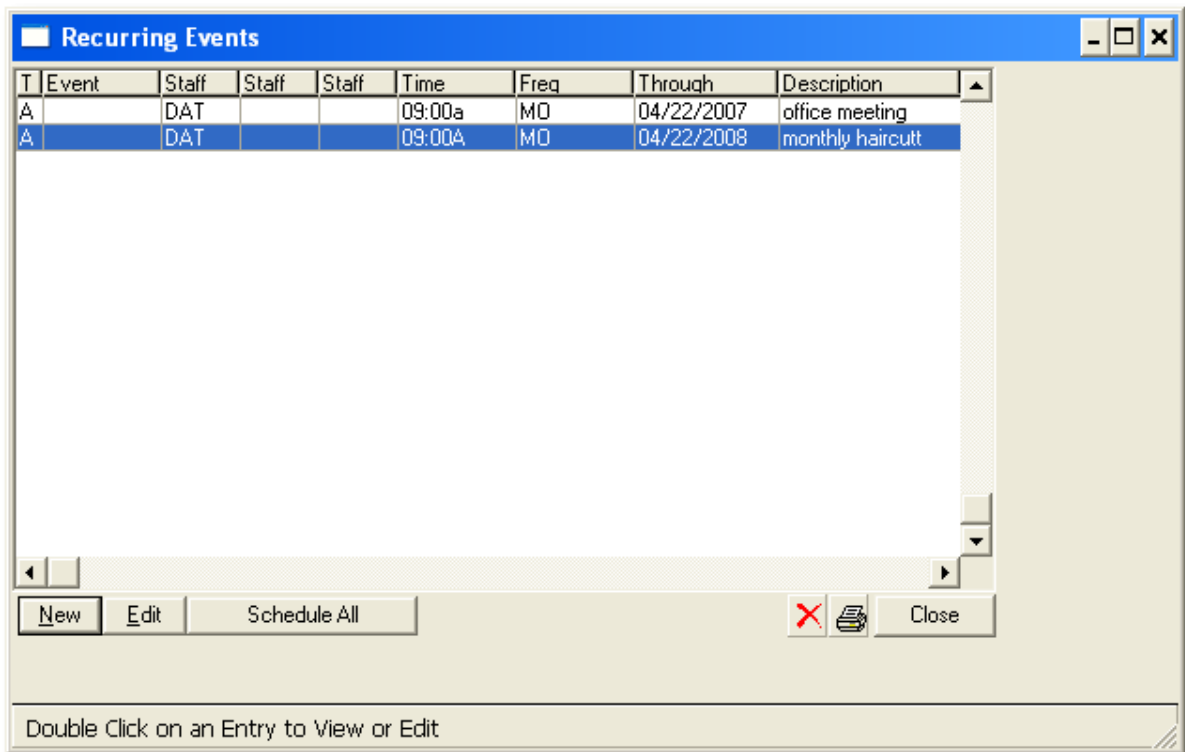 Recurring Events
T Event Staff Staff Staff Time Freq Through Description
A DAT 09:00a MO 04/22/2007 office meeting
A DAT 09:00A MO 04/22/2008 monthly haircutt
New Edit Schedule All Close
Double Click on an Entry to View or Edit